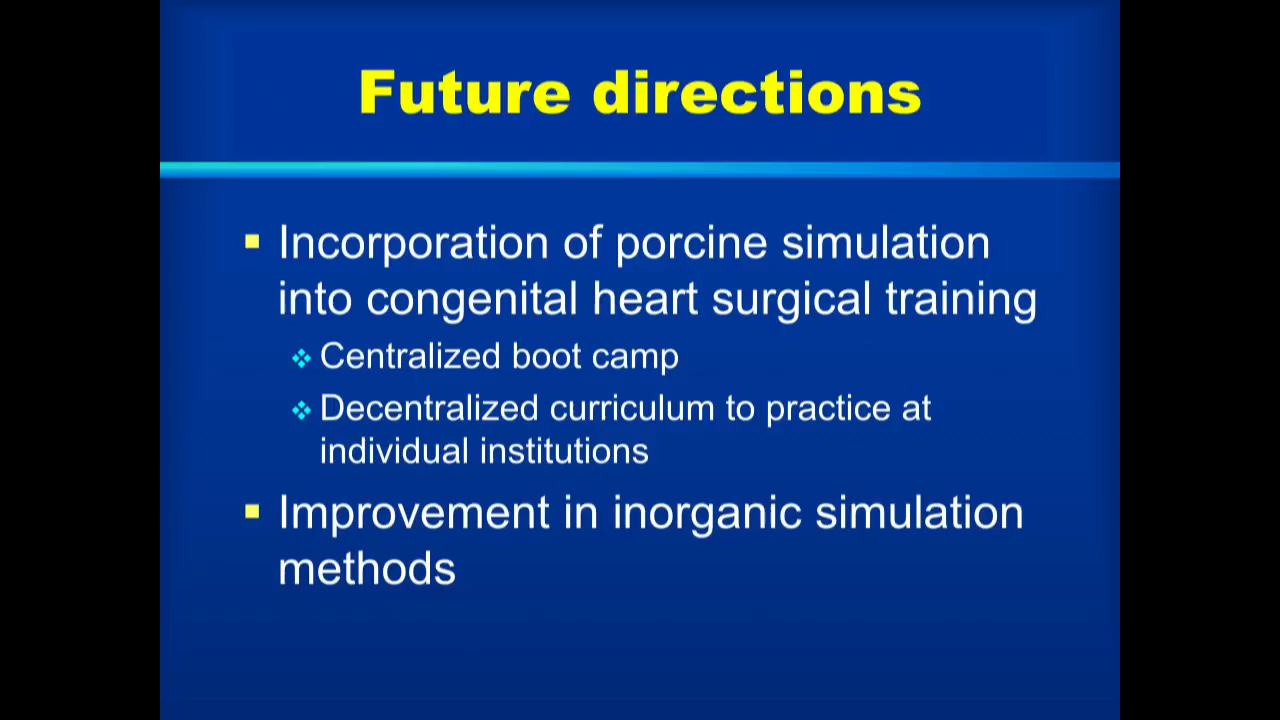 Future directions
Incorporation of porcine simulation
into congenital heart surgical training
Centralized boot camp
Decentralized curriculum to practice at
individual institutions
Improvement in inorganic simulation
methods